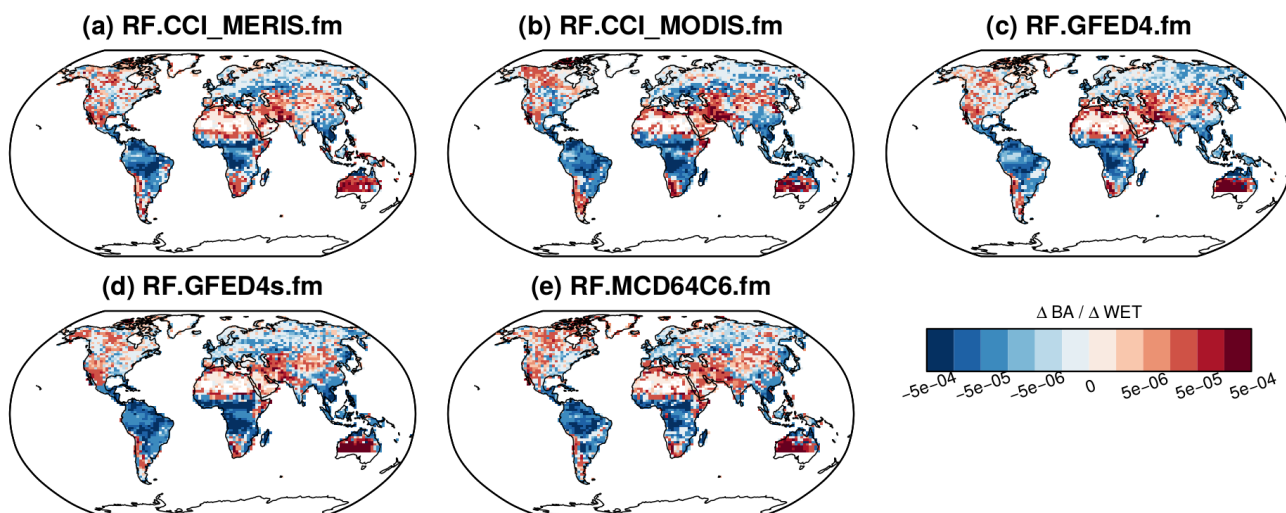 (a) RF.CCI_MERIS.fm
(b) RF.CCI_MODIS.fm
(c) RF.GFED4.fm
(d) RF.GFED4s.fm
(e) RF.MCD64C6.fm
Δ BA / Δ WET
−5e−04 −5e−05 −5e−06 0 5e−06 5e−05 5e−04